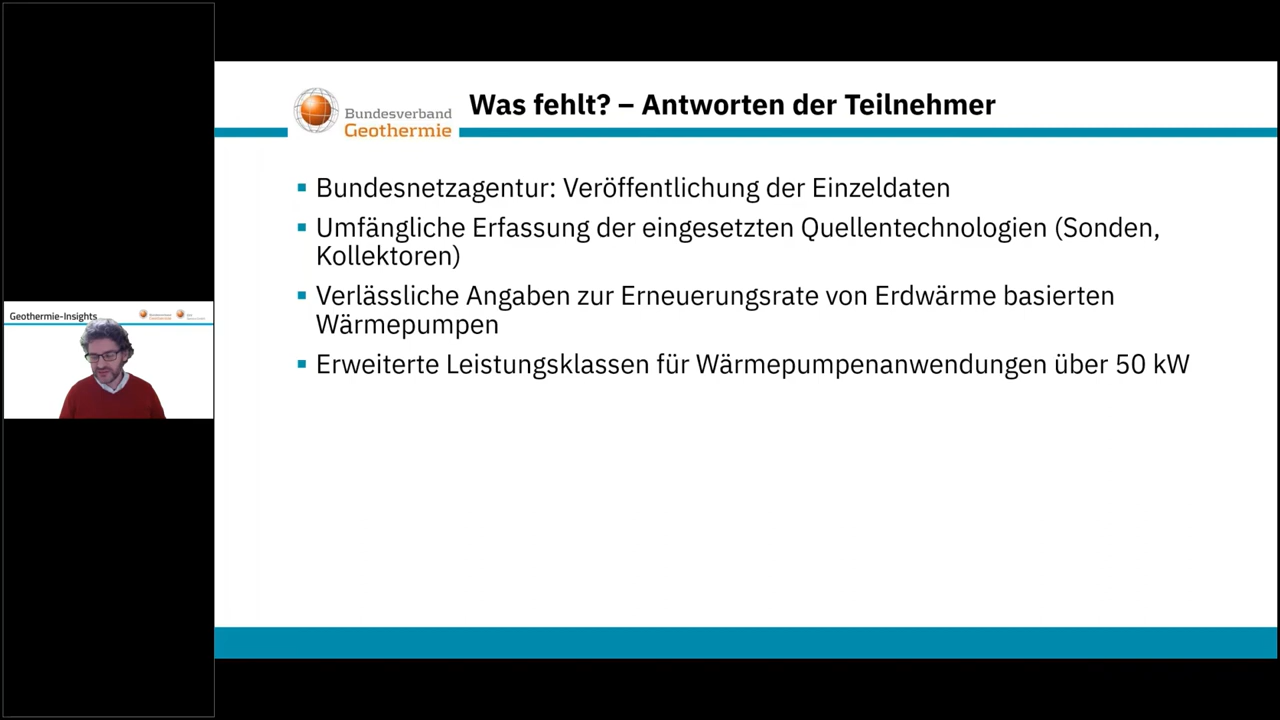 Bundesverband
Geothermie
Was fehlt? – Antworten der Teilnehmer
▪ Bundesnetzagentur: Veröffentlichung der Einzeldaten
▪ Umfängliche Erfassung der eingesetzten Quellentechnologien (Sonden,
Kollektoren)
▪ Verlässliche Angaben zur Erneuerungsrate von Erdwärme basierten
Wärmepumpen
▪ Erweiterte Leistungsklassen für Wärmepumpenanwendungen über 50 kW
Geothermie-Insights